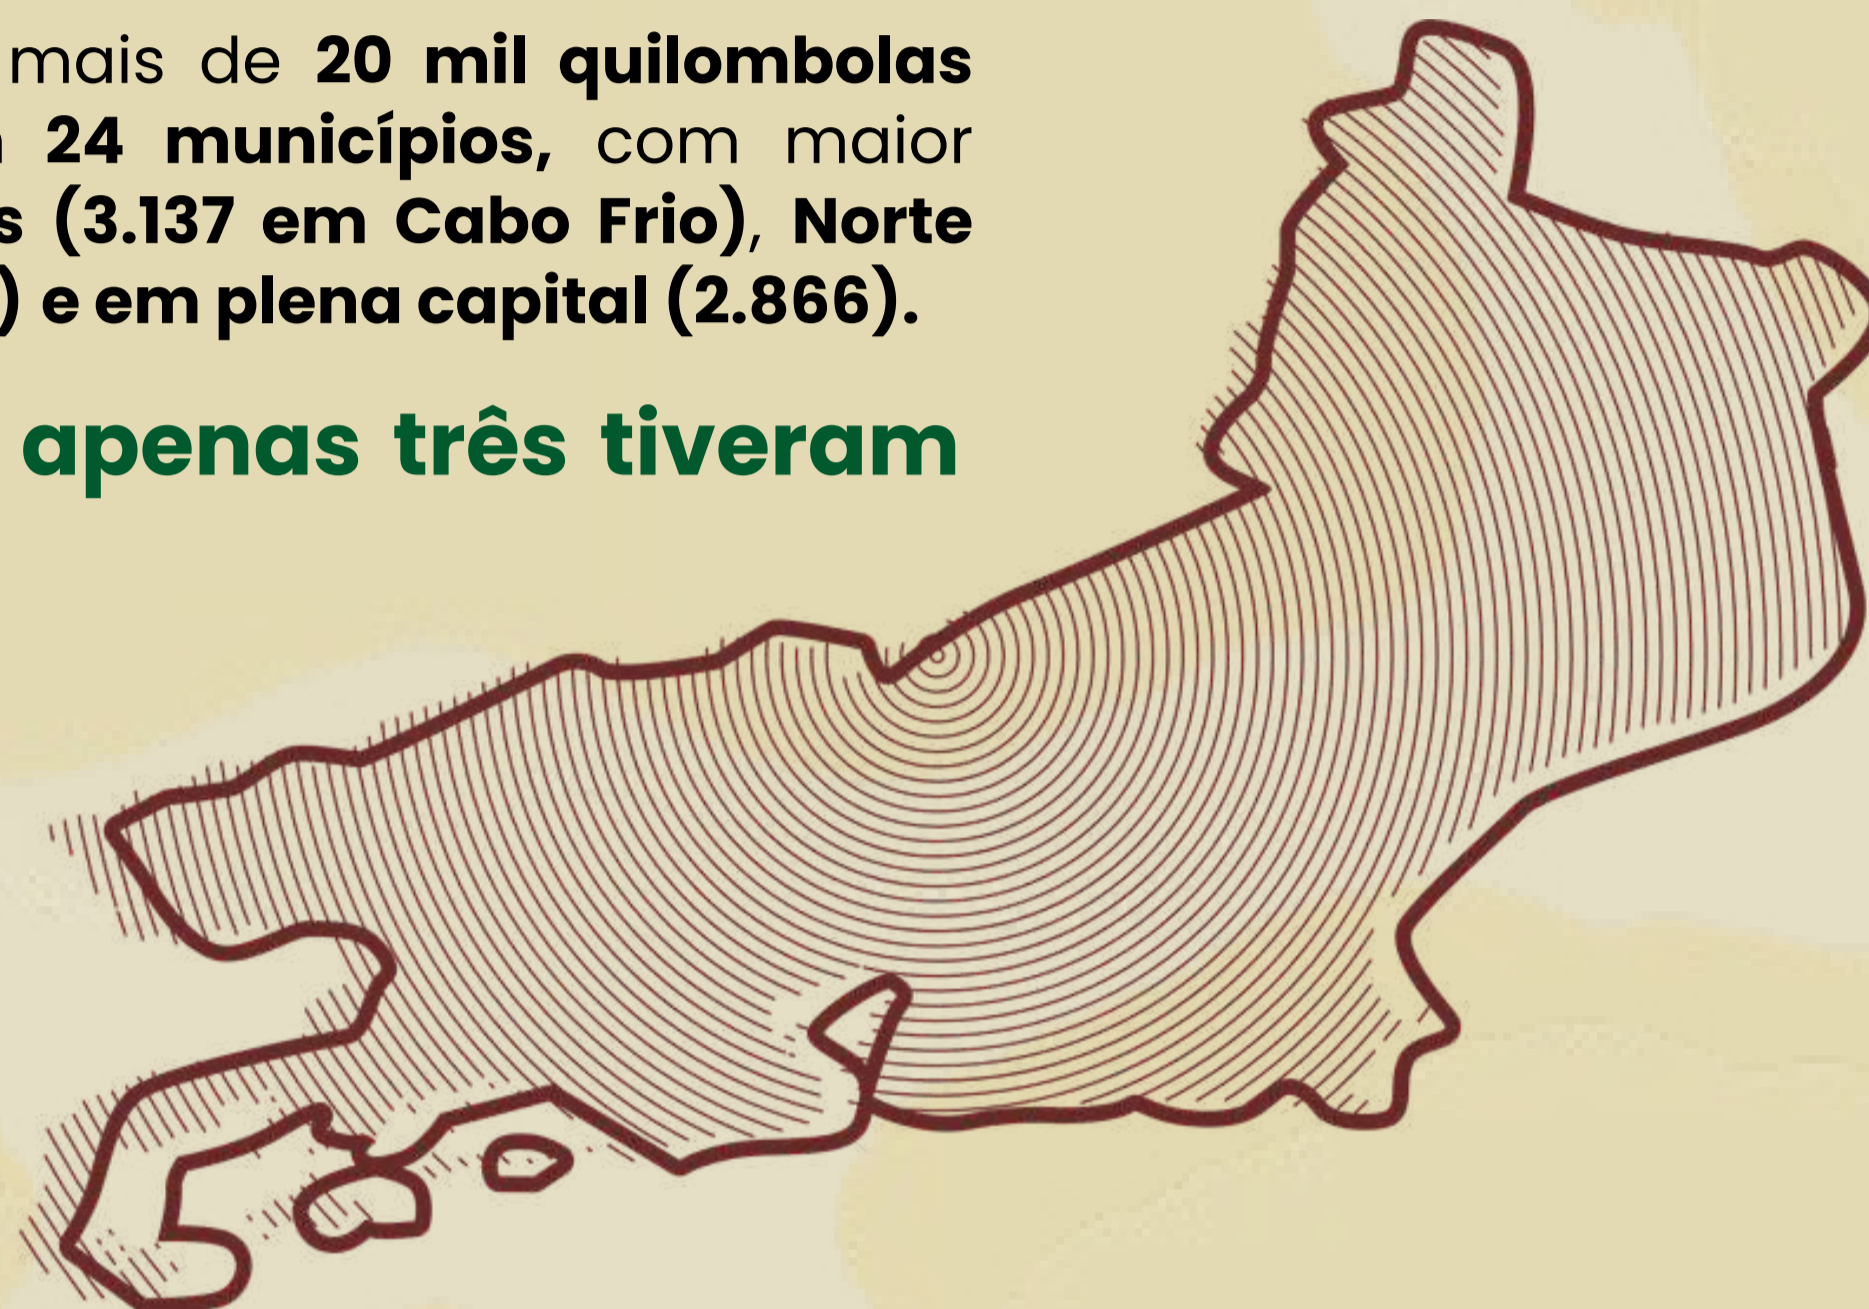 mais de 20 mil quilombolas
24 municípios, com maior
(3.137 em Cabo Frio), Norte
) e em plena capital (2.866).
apenas três tiveram